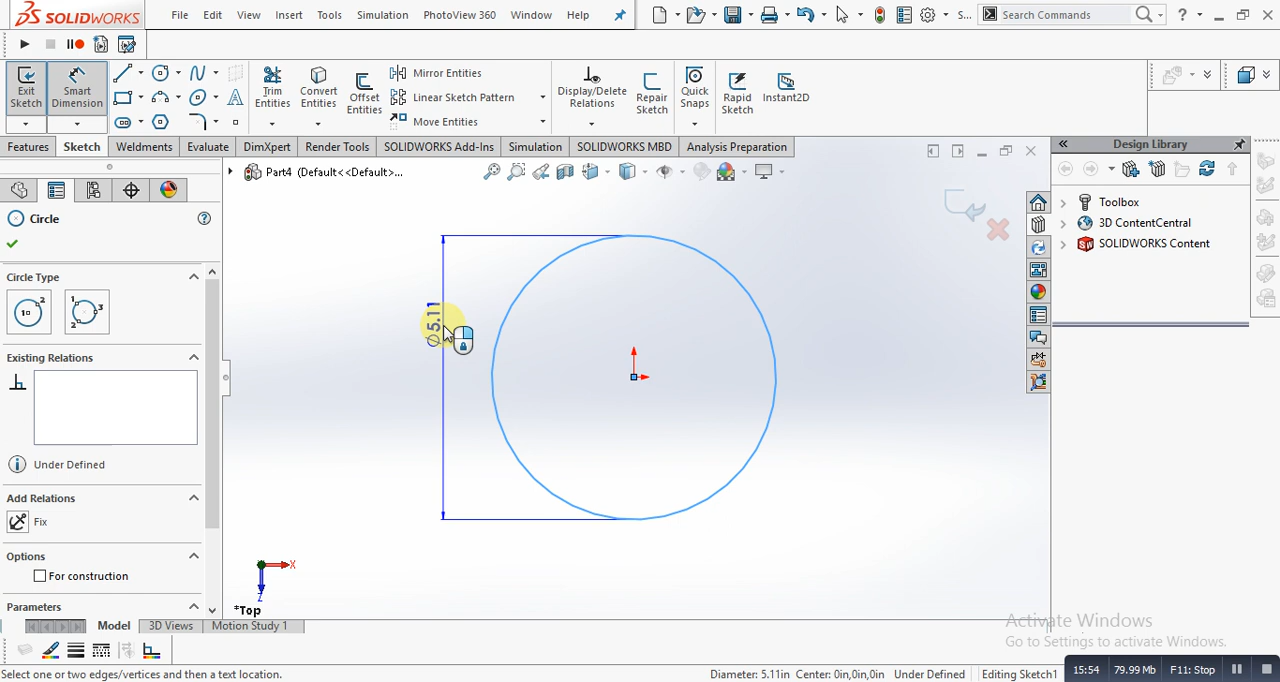 SOLIDWORKS
File Edit View Insert Tools Simulation PhotoView 360 Window Help
S...
Search Commands
?
Exit Sketch
Smart Dimension
Trim Entities
Convert Entities
Offset Entities
Mirror Entities
Linear Sketch Pattern
Move Entities
Display/Delete Relations
Repair Sketch
Quick Snaps
Rapid Sketch
Instant2D
Features Sketch Weldments Evaluate DimXpert Render Tools SOLIDWORKS Add-Ins Simulation SOLIDWORKS MBD Analysis Preparation
Design Library
Part4 (Default<<Default>...
Toolbox
3D ContentCentral
SOLIDWORKS Content
Circle
Circle Type
Existing Relations
Under Defined
Add Relations
Fix
Options
For construction
Parameters
∅5.11
X
Z
*Top
Model 3D Views Motion Study 1
Activate Windows
Go to Settings to activate Windows.
Select one or two edges/vertices and then a text location.
Diameter: 5.11in Center: 0in,0in,0in Under Defined Editing Sketch1
15:54 79.99 MB F11: Stop